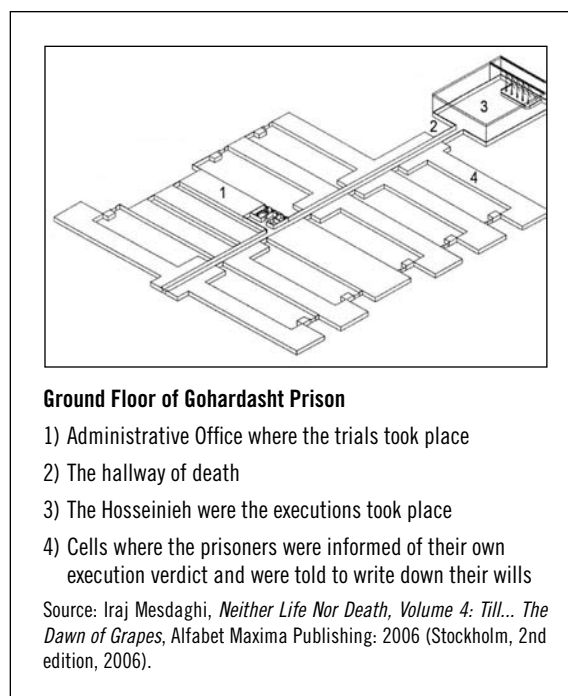 3
2
4
1
Ground Floor of Gohardasht Prison
1) Administrative Office where the trials took place
2) The hallway of death
3) The Hosseinieh were the executions took place
4) Cells where the prisoners were informed of their own
execution verdict and were told to write down their wills
Source: Iraj Mesdaghi, Neither Life Nor Death, Volume 4: Till... The
Dawn of Grapes, Alfabet Maxima Publishing: 2006 (Stockholm, 2nd
edition, 2006).